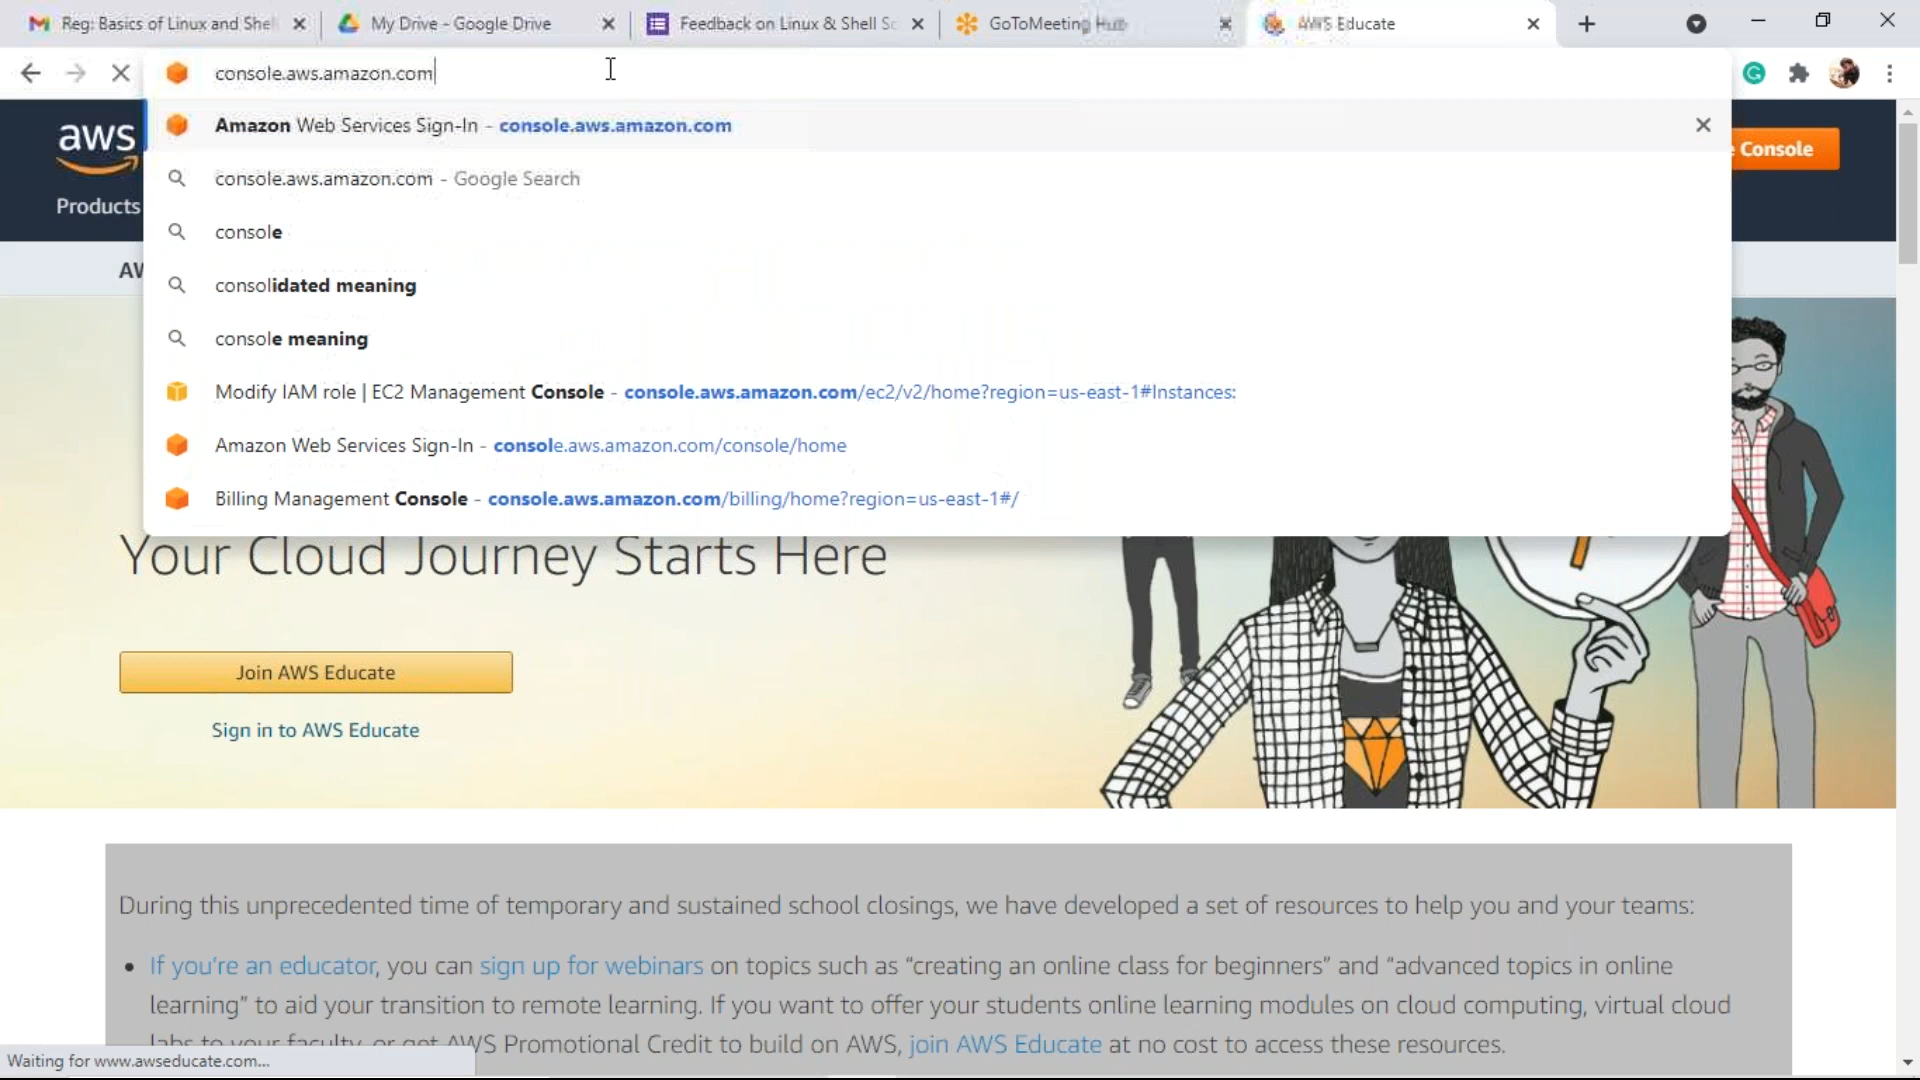 Reg: Basics of Linux and Shel
My Drive - Google Drive
Feedback on Linux & Shell Sc
GoToMeeting Hub
AWS Educate
console.aws.amazon.com
Amazon Web Services Sign-In - console.aws.amazon.com
console.aws.amazon.com - Google Search
console
consolidated meaning
console meaning
Modify IAM role | EC2 Management Console - console.aws.amazon.com/ec2/v2/home?region=us-east-1#Instances:
Amazon Web Services Sign-In - console.aws.amazon.com/console/home
Billing Management Console - console.aws.amazon.com/billing/home?region=us-east-1#/
aws
Console
Products
AW
Your Cloud Journey Starts Here
Join AWS Educate
Sign in to AWS Educate
During this unprecedented time of temporary and sustained school closings, we have developed a set of resources to help you and your teams:
• If you're an educator, you can sign up for webinars on topics such as “creating an online class for beginners” and “advanced topics in online
learning” to aid your transition to remote learning. If you want to offer your students online learning modules on cloud computing, virtual cloud
labs to your faculty, or get AWS Promotional Credit to build on AWS, join AWS Educate at no cost to access these resources.
Waiting for www.awseducate.com...